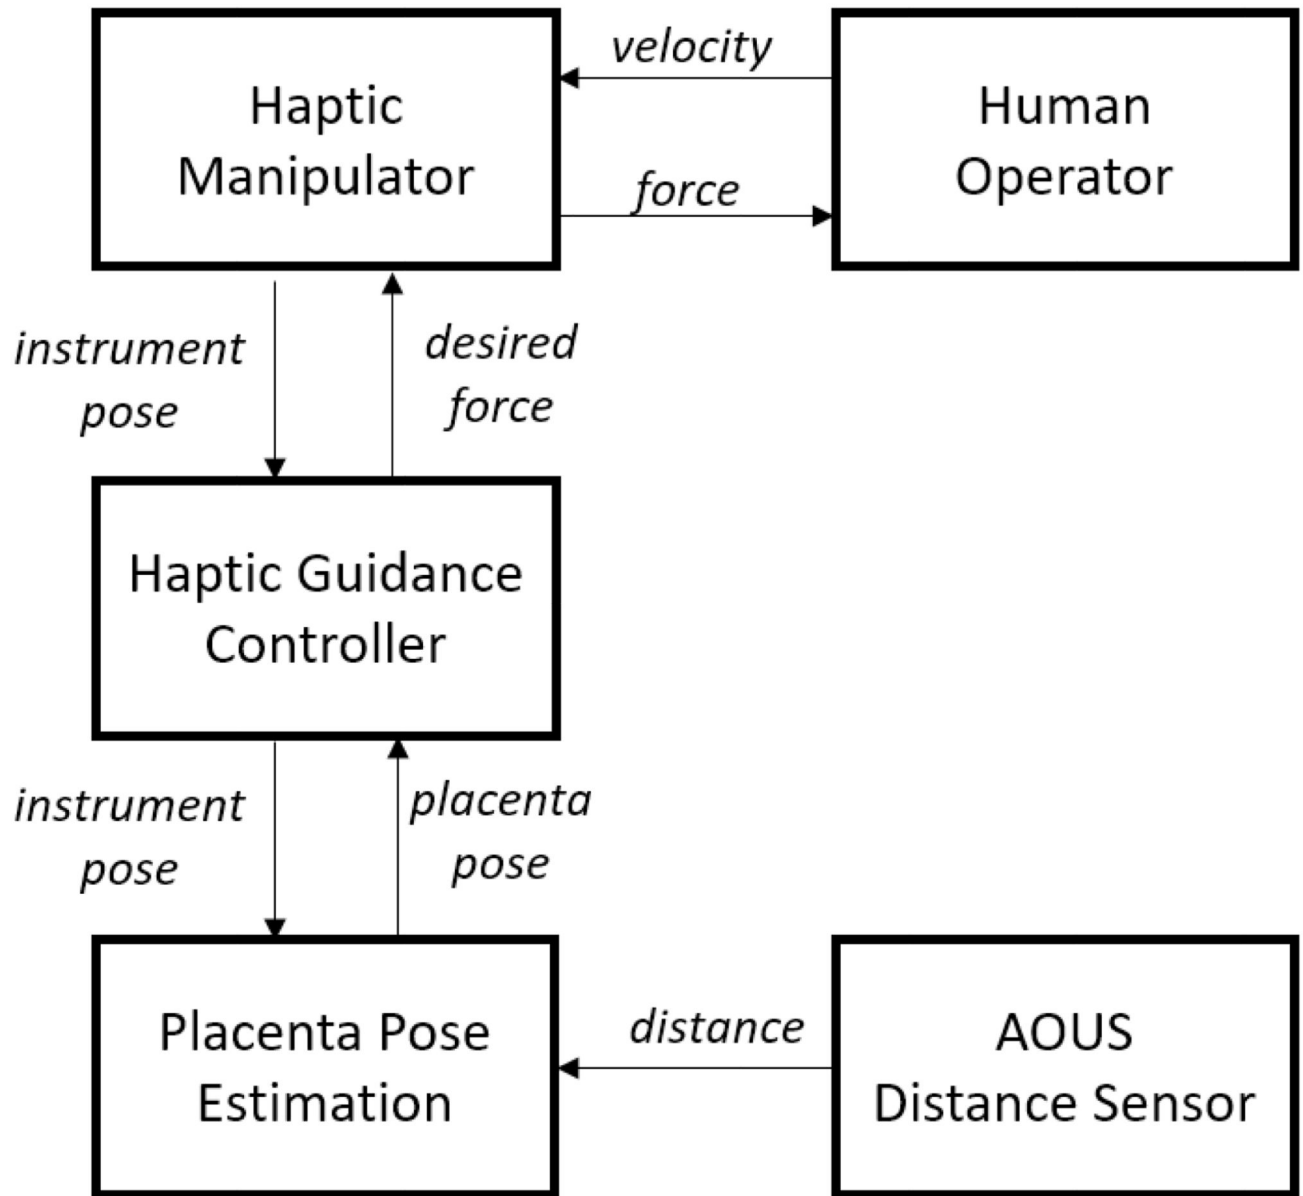 Haptic
Manipulator
velocity
force
Human
Operator
instrument
pose
desired
force
Haptic Guidance
Controller
instrument
pose
placenta
pose
Placenta Pose
Estimation
distance
AOUS
Distance Sensor